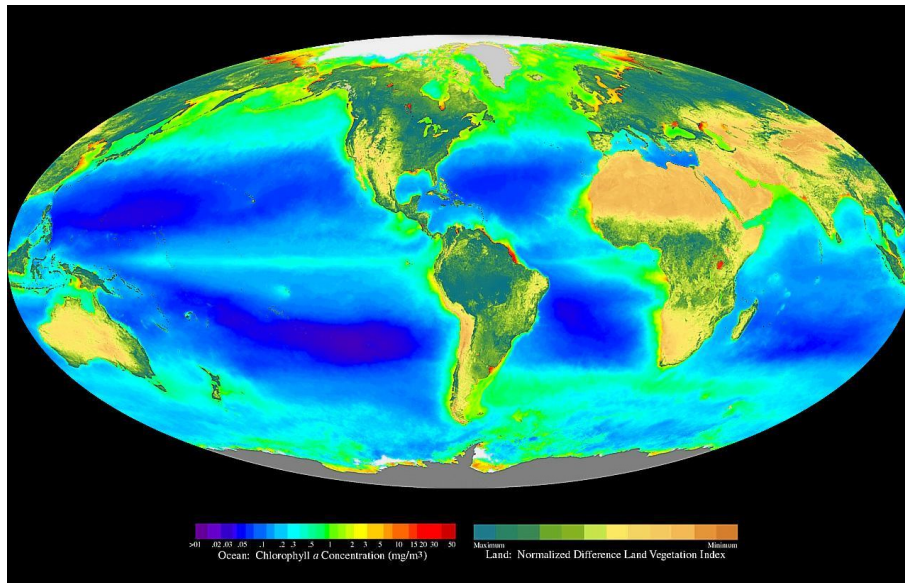 >01 .02 .03 .05 .1 .2 .3 .5 1 2 3 5 10 15 20 30 50
Ocean: Chlorophyll a Concentration (mg/m³)
Maximum Minimum
Land: Normalized Difference Land Vegetation Index